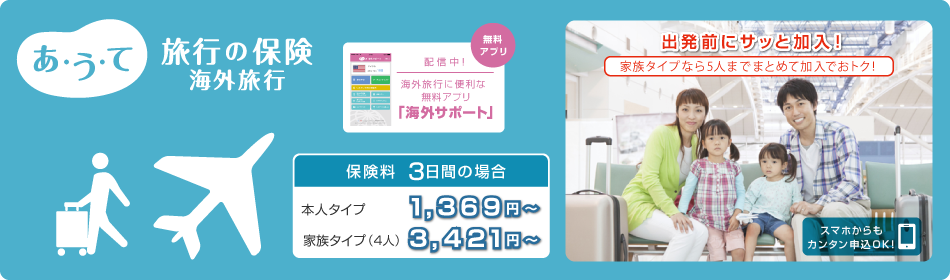 あ・う・て
旅行の保険
海外旅行
無料
アプリ
配信中！
海外旅行に便利な
無料アプリ
「海外サポート」
保険料 3日間の場合
本人タイプ 1,369円～
家族タイプ（4人） 3,421円～
出発前にサッと加入！
家族タイプなら5人までまとめて加入でおトク！
スマホからも
カンタン申込OK！